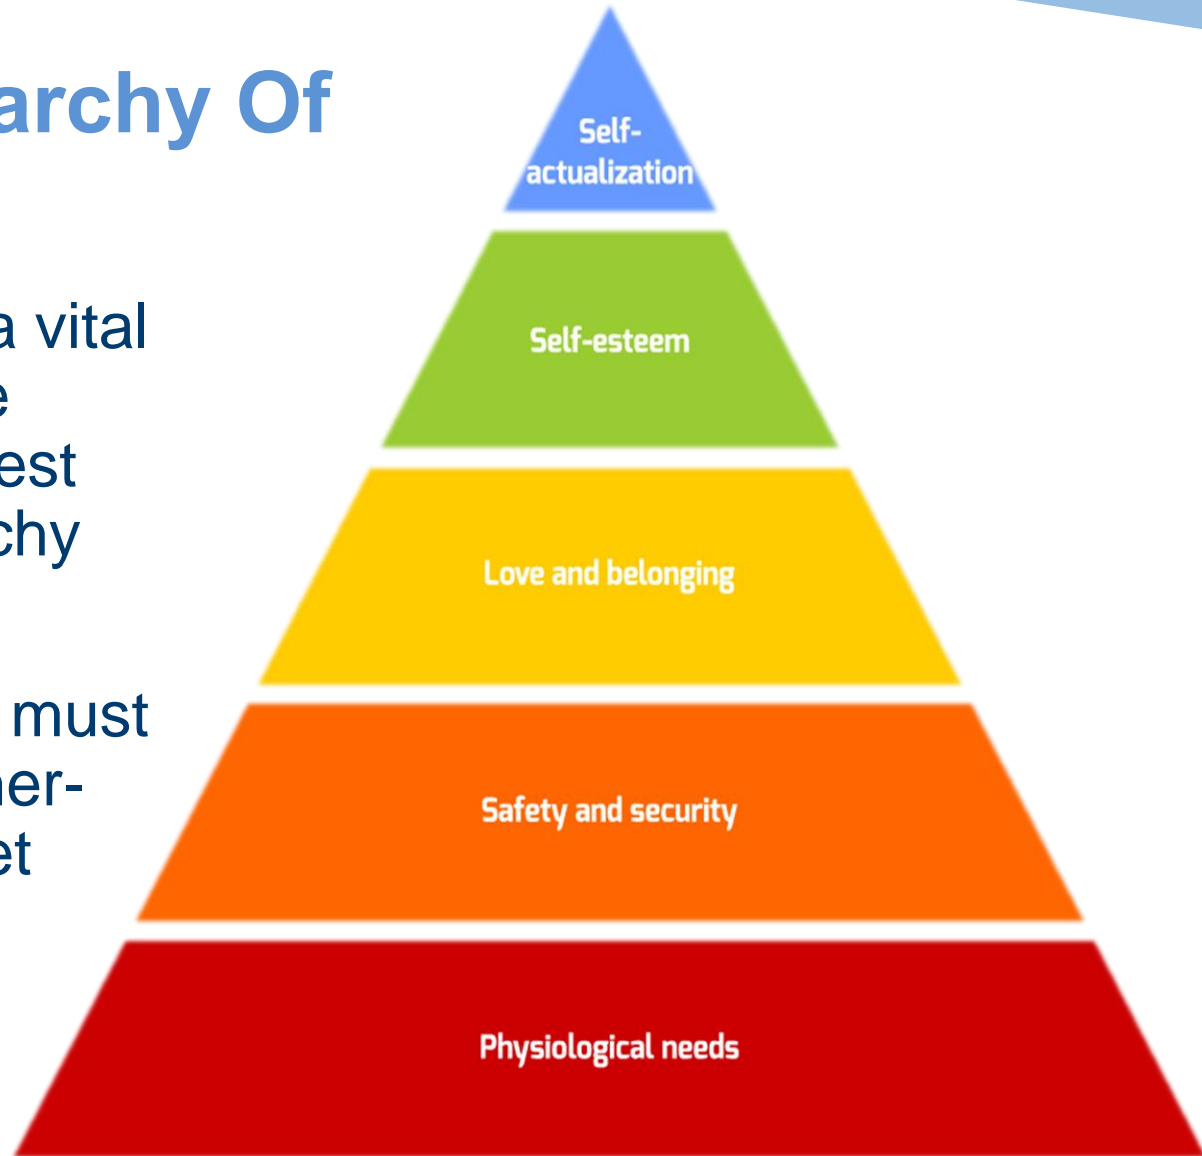 archy Of
a vital
e
est
chy
must
her-
et
Self-
actualization
Self-esteem
Love and belonging
Safety and security
Physiological needs